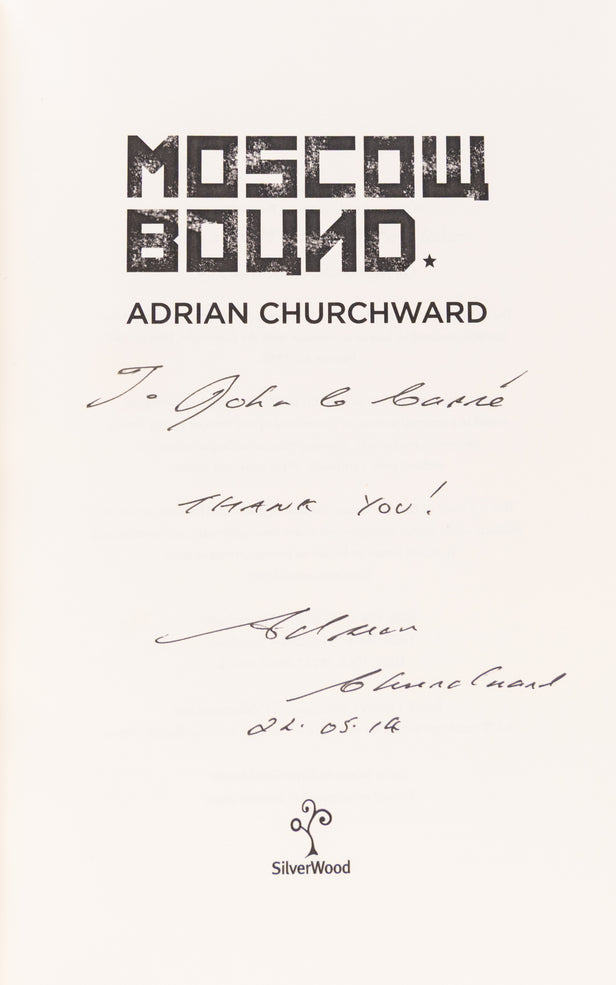 MOSCOW
BOUND.
ADRIAN CHURCHWARD
To John le Carré
THANK YOU!
Adrian
Churchward
22.05.14
SilverWood